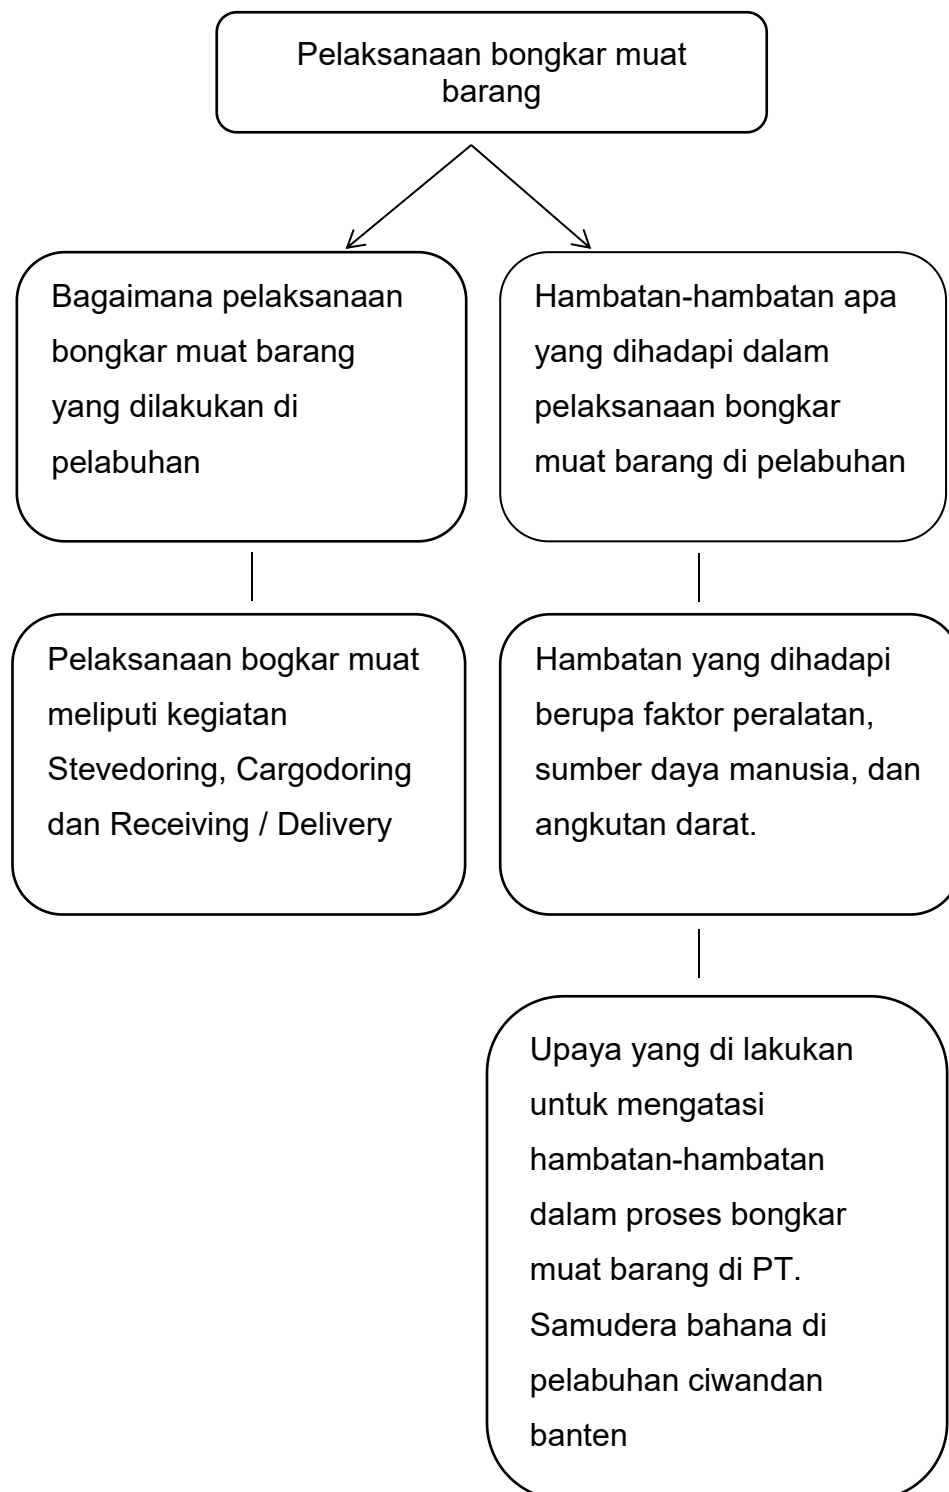 Pelaksanaan bongkar muat
barang
Bagaimana pelaksanaan
bongkar muat barang
yang dilakukan di
pelabuhan
Hambatan-hambatan apa
yang dihadapi dalam
pelaksanaan bongkar
muat barang di pelabuhan
Pelaksanaan bogkar muat
meliputi kegiatan
Stevedoring, Cargodoring
dan Receiving / Delivery
Hambatan yang dihadapi
berupa faktor peralatan,
sumber daya manusia, dan
angkutan darat.
Upaya yang di lakukan
untuk mengatasi
hambatan-hambatan
dalam proses bongkar
muat barang di PT.
Samudera bahana di
pelabuhan ciwandan
banten